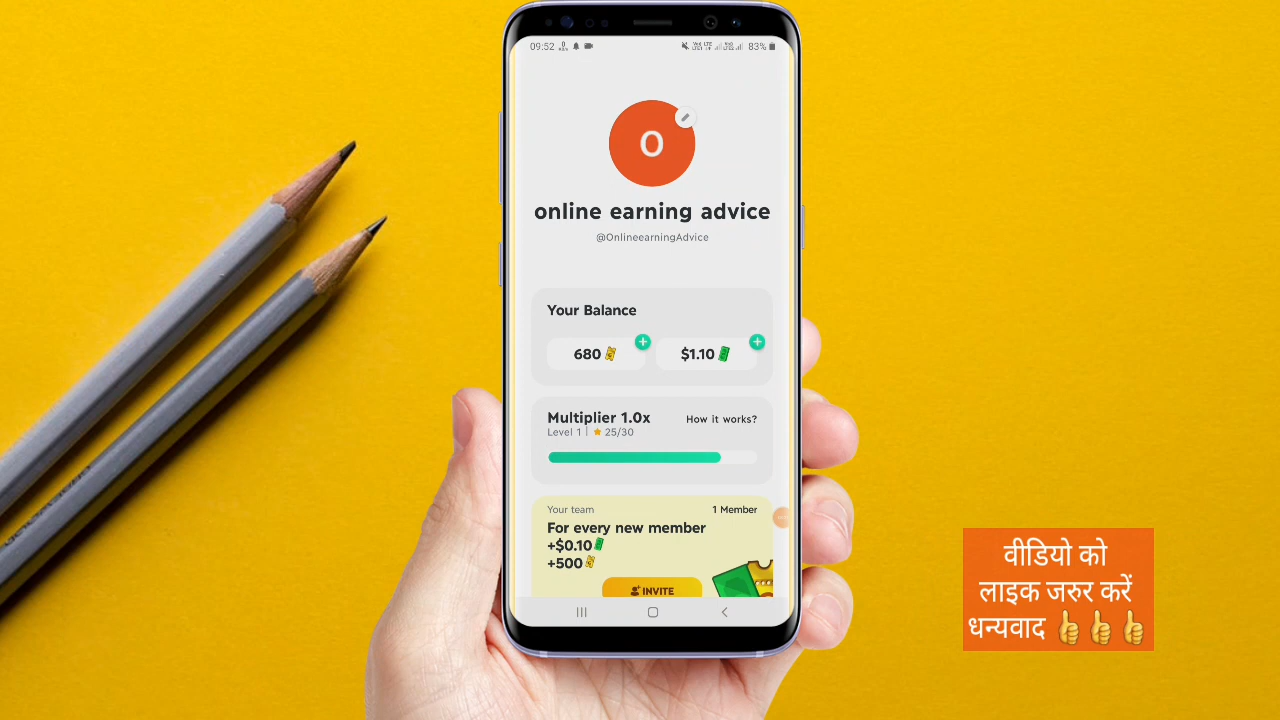 09:52
83%
O
online earning advice
@OnlineearningAdvice
Your Balance
680
$1.10
Multiplier 1.0x
How it works?
Level 1 | 25/30
Your team
1 Member
For every new member
+$0.10
+500
INVITE
वीडियो को
लाइक जरुर करें
धन्यवाद 👍👍👍